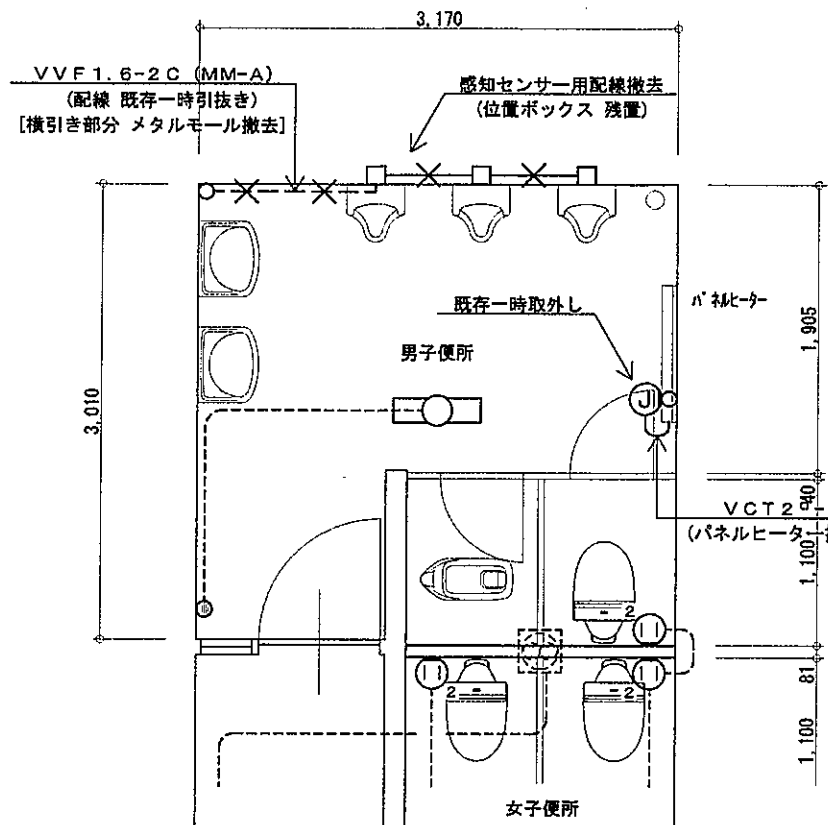 3,170
VVF1.6-2C (MM-A)
(配線 既存一時引抜き)
[横引き部分 メタルモール撤去]
感知センサー用配線撤去
(位置ボックス 残置)
パネルヒーター
既存一時取外し
男子便所
1,905
3,010
J
40
VCT2
(パネルヒーター
1,100
2
2
2
81
1,100
女子便所